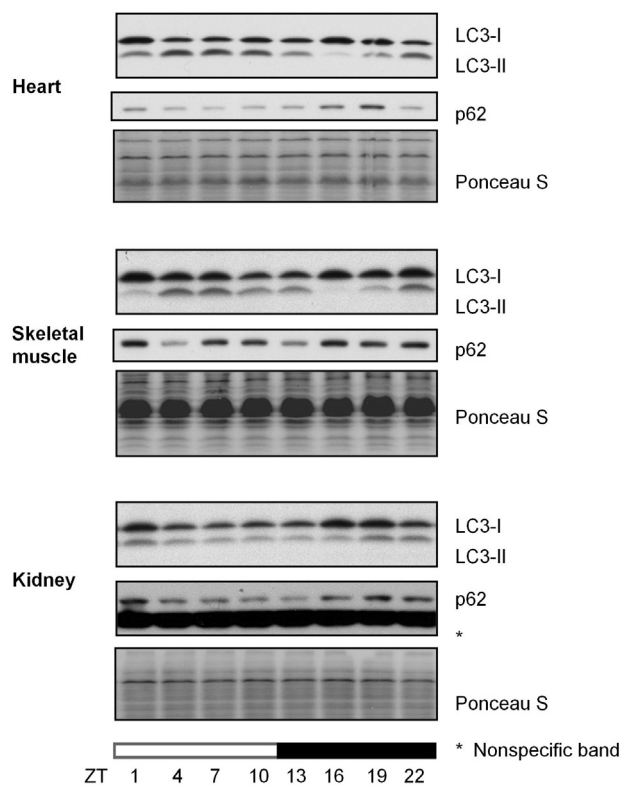 Heart
LC3-I
LC3-II
p62
Ponceau S
Skeletal
muscle
LC3-I
LC3-II
p62
Ponceau S
Kidney
LC3-I
LC3-II
p62
*
Ponceau S
* Nonspecific band
ZT 1 4 7 10 13 16 19 22